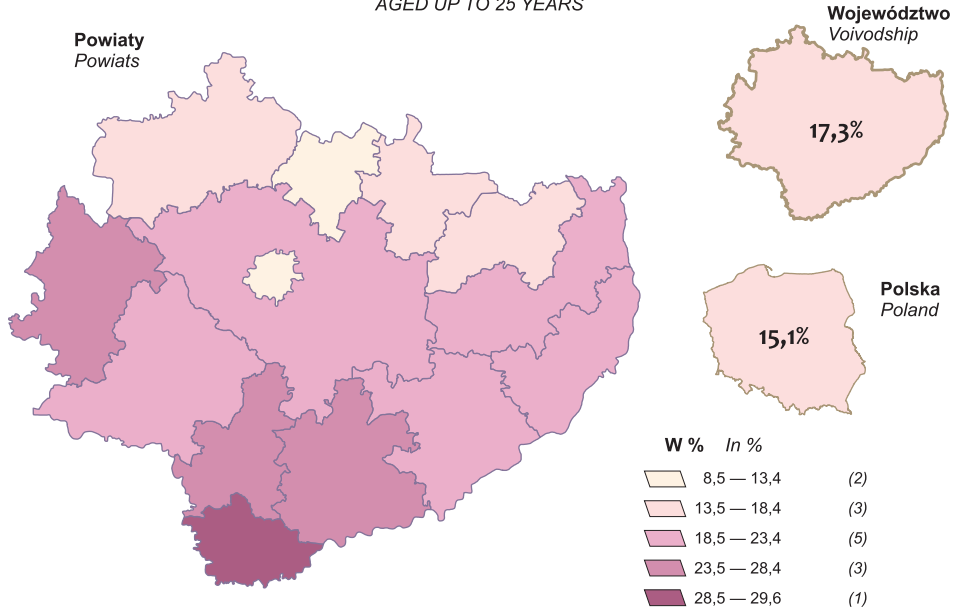 AGED UP TO 25 YEARS
Powiaty
Powiats
Województwo
Voivodship
17,3%
Polska
Poland
15,1%
W % In %
8,5 — 13,4 (2)
13,5 — 18,4 (3)
18,5 — 23,4 (5)
23,5 — 28,4 (3)
28,5 — 29,6 (1)